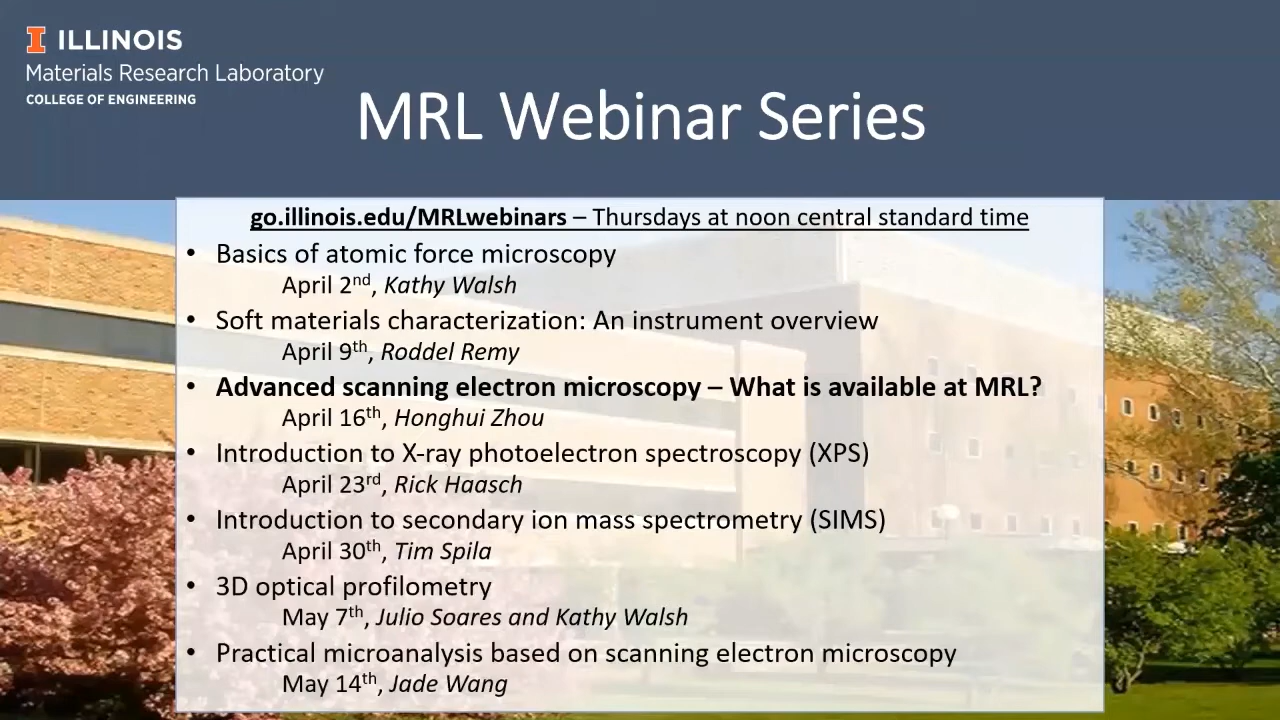 I ILLINOIS
Materials Research Laboratory
COLLEGE OF ENGINEERING
MRL Webinar Series
go.illinois.edu/MRLwebinars – Thursdays at noon central standard time
• Basics of atomic force microscopy
April 2nd, Kathy Walsh
• Soft materials characterization: An instrument overview
April 9th, Roddel Remy
• Advanced scanning electron microscopy – What is available at MRL?
April 16th, Honghui Zhou
• Introduction to X-ray photoelectron spectroscopy (XPS)
April 23rd, Rick Haasch
• Introduction to secondary ion mass spectrometry (SIMS)
April 30th, Tim Spila
• 3D optical profilometry
May 7th, Julio Soares and Kathy Walsh
• Practical microanalysis based on scanning electron microscopy
May 14th, Jade Wang